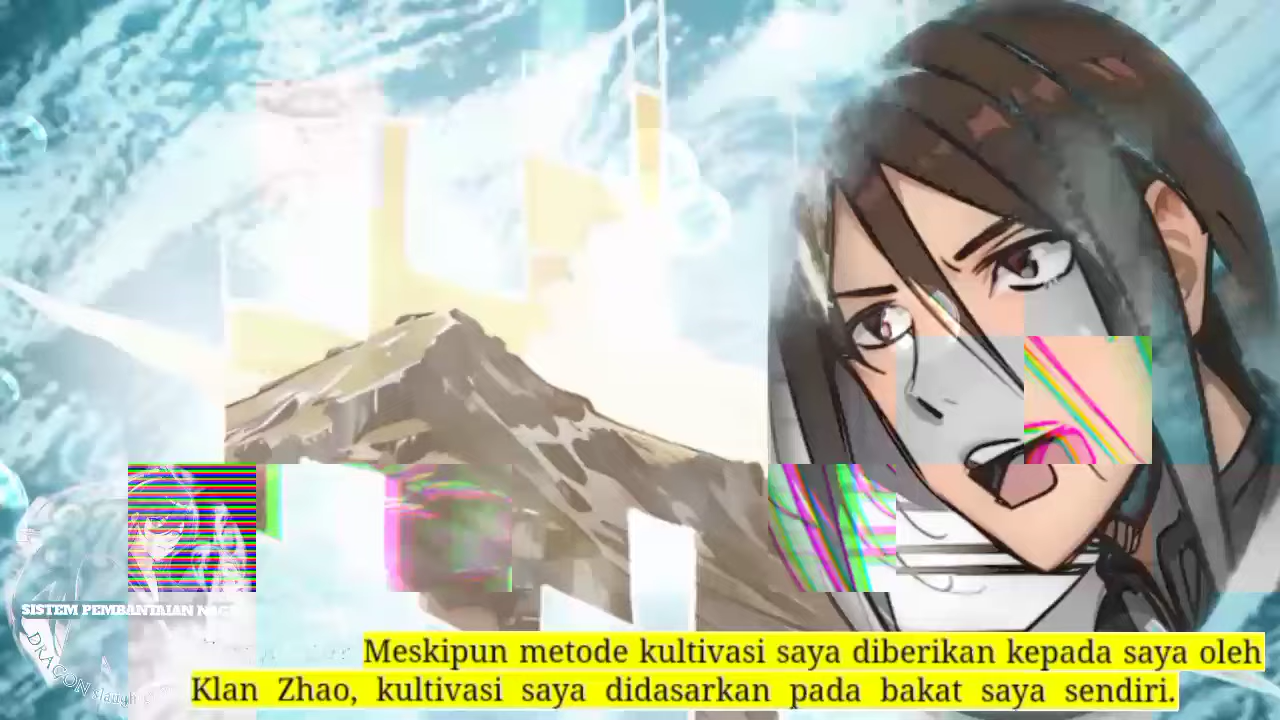 SISTEM PEMBANTAIAN
DRAGON
Meskipun metode kultivasi saya diberikan kepada saya oleh
Klan Zhao, kultivasi saya didasarkan pada bakat saya sendiri.